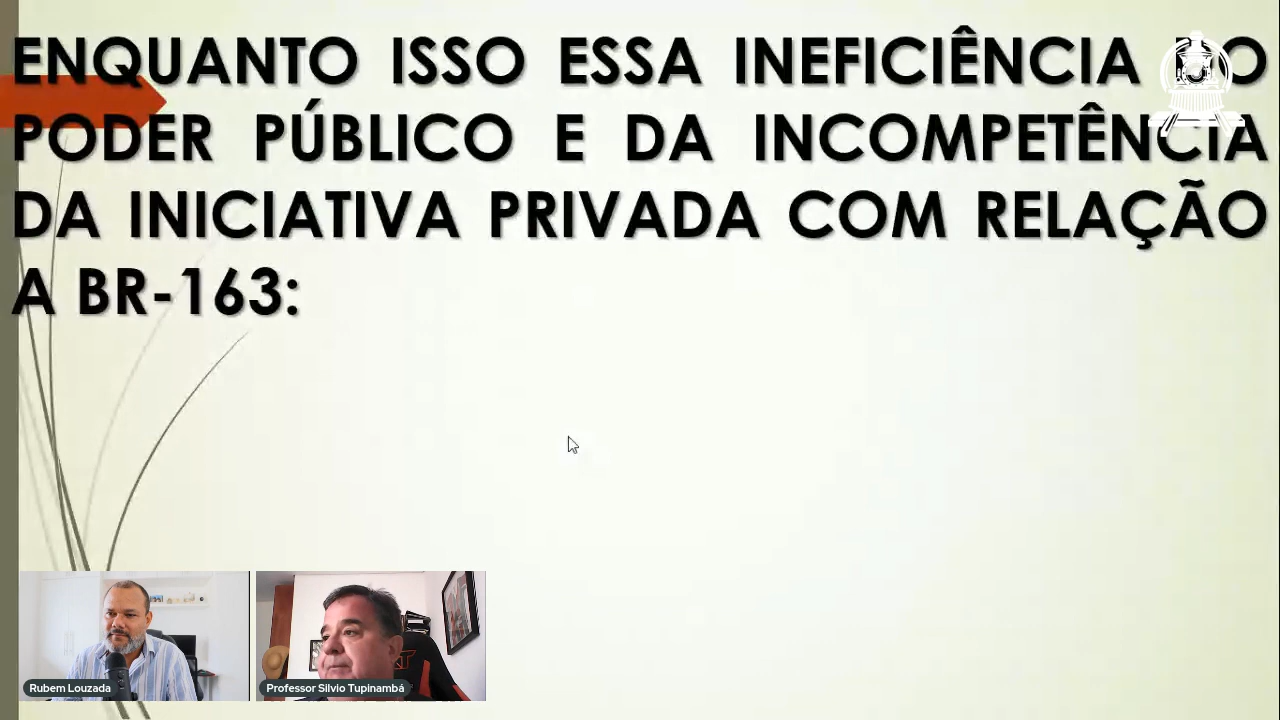 ENQUANTO ISSO ESSA INEFICIÊNCIA DO
PODER PÚBLICO E DA INCOMPETÊNCIA
DA INICIATIVA PRIVADA COM RELAÇÃO
A BR-163:
Rubem Louzada
Professor Silvio Tupinambá